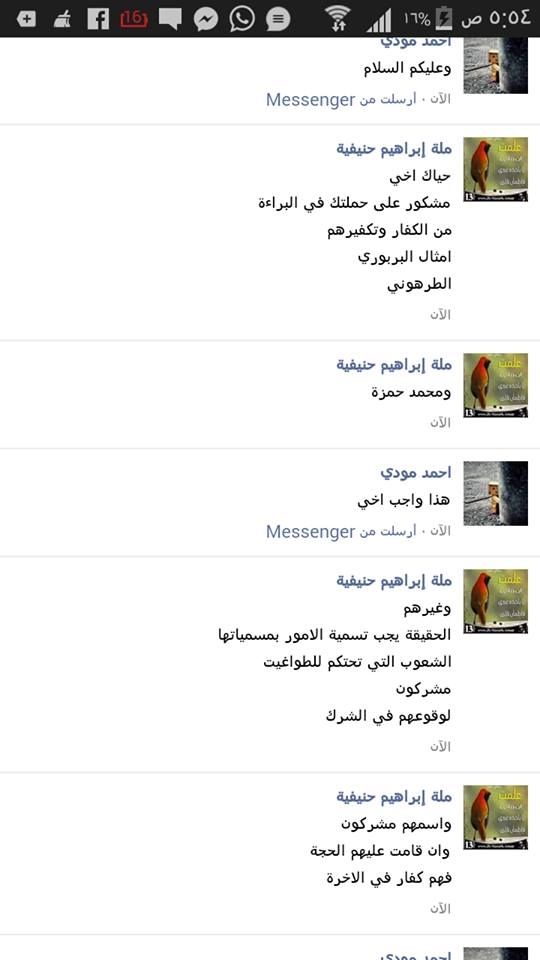 ١٦% ٥:٥٤ ص
16
احمد مودي
وعليكم السلام
الآن · أرسلت من Messenger
ملة إبراهيم حنيفية
حياك اخي
مشكور على حملتك في البراءة
من الكفار وتكفيرهم
امثال البربوري
الطرهوني
الآن
ملة إبراهيم حنيفية
ومحمد حمزة
الآن
احمد مودي
هذا واجب اخي
الآن · أرسلت من Messenger
ملة إبراهيم حنيفية
وغيرهم
الحقيقة يجب تسمية الامور بمسمياتها
الشعوب التي تحتكم للطواغيت
مشركون
لوقوعهم في الشرك
الآن
ملة إبراهيم حنيفية
واسمهم مشركون
وان قامت عليهم الحجة
فهم كفار في الاخرة
الآن
احمد مودي